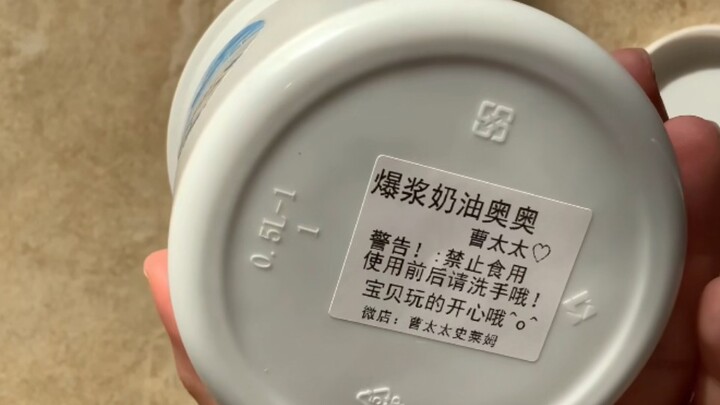 爆浆奶油奥奥
曹太太♡
警告！:禁止食用
使用前后请洗手哦！
宝贝玩的开心哦^o^
微店：曹太太史莱姆
0.5L-1
1